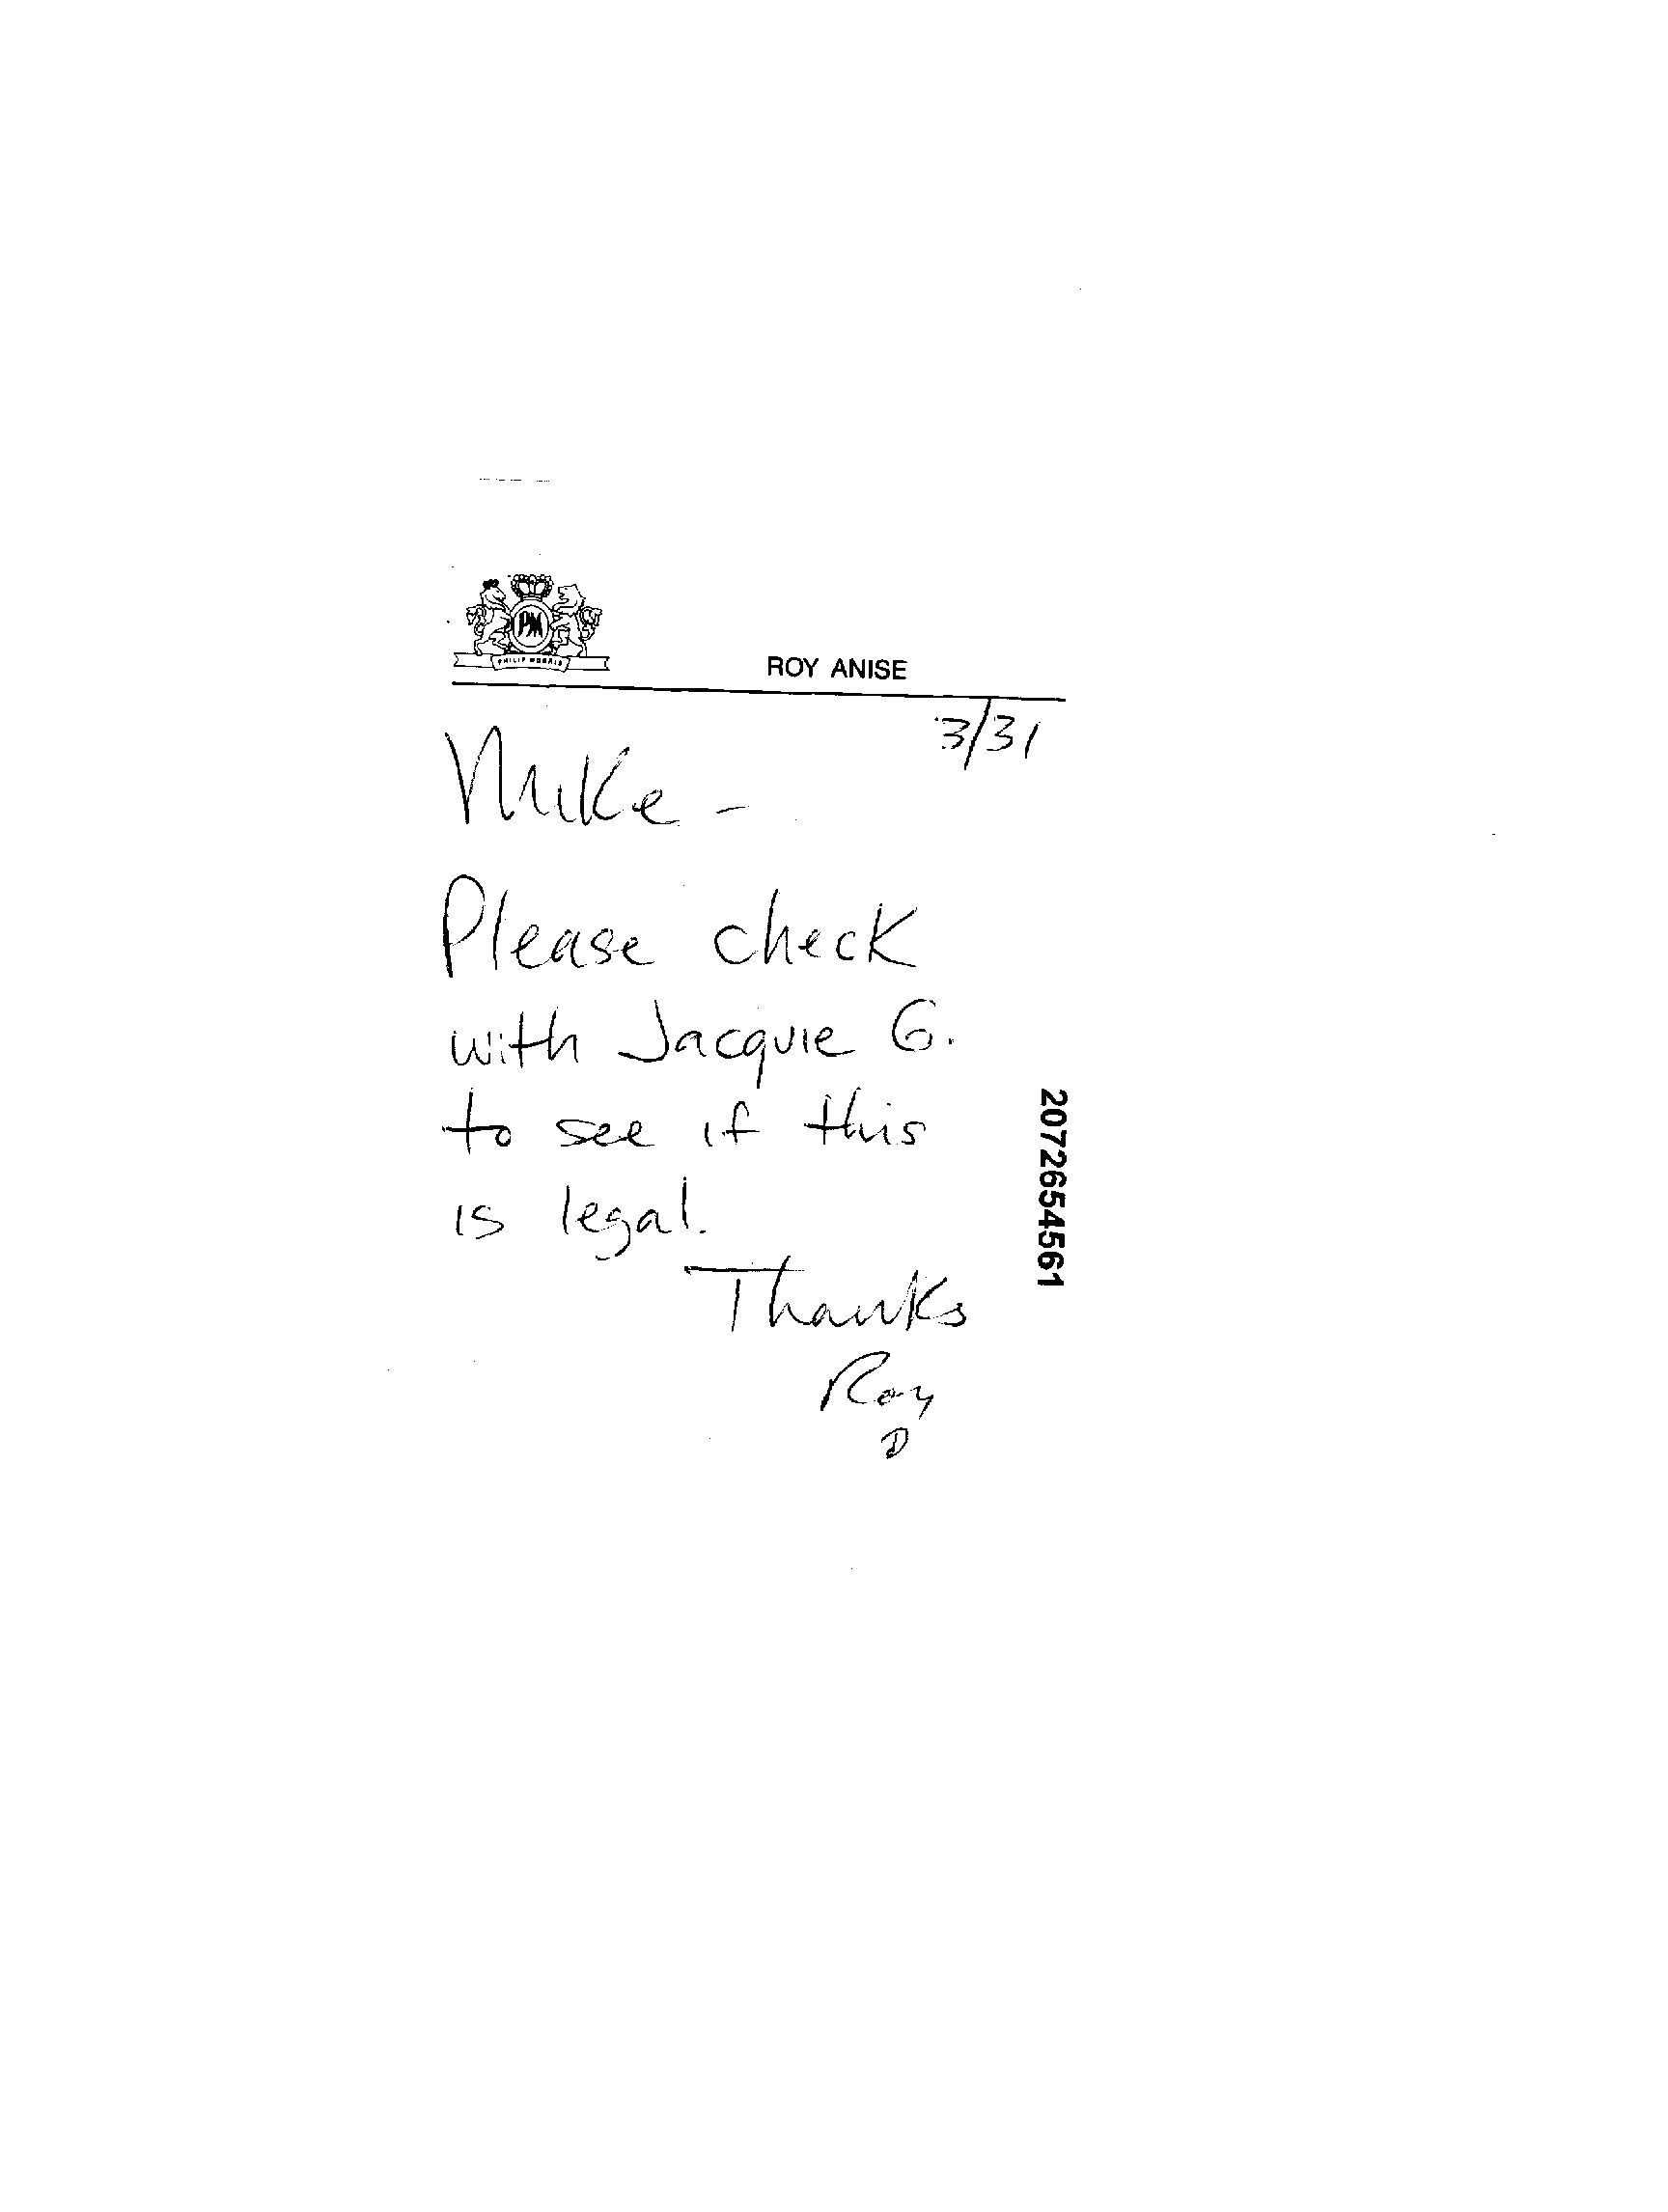 PM
PHILIP MORRIS
ROY ANISE
3/31
Mike -
Please check
with Jacquie G.
to see if this
is legal.
Thanks
Roy
D
2072654561